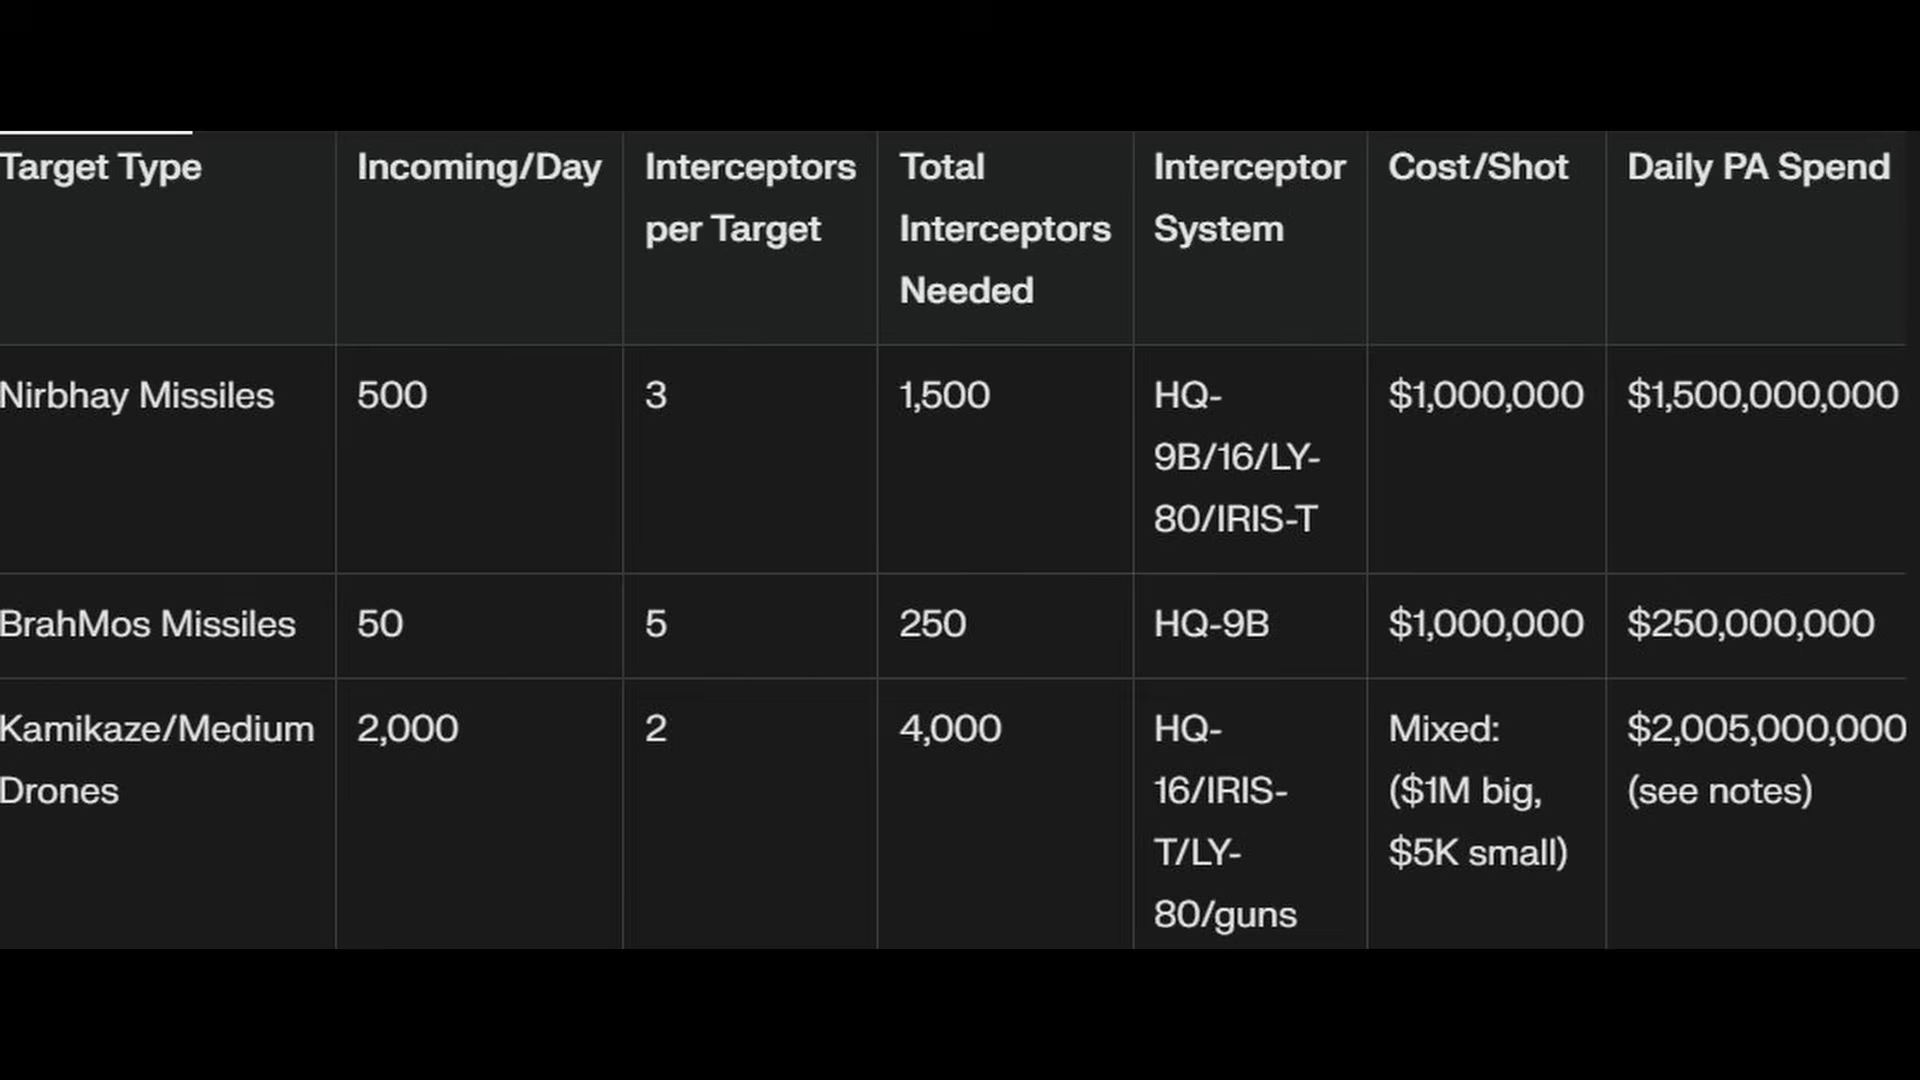 Target Type
Incoming/Day
Interceptors
per Target
Total
Interceptors
Needed
Interceptor
System
Cost/Shot
Daily PA Spend
Nirbhay Missiles
500
3
1,500
HQ-
9B/16/LY-
80/IRIS-T
$1,000,000
$1,500,000,000
BrahMos Missiles
50
5
250
HQ-9B
$1,000,000
$250,000,000
Kamikaze/Medium
Drones
2,000
2
4,000
HQ-
16/IRIS-
T/LY-
80/guns
Mixed:
($1M big,
$5K small)
$2,005,000,000
(see notes)